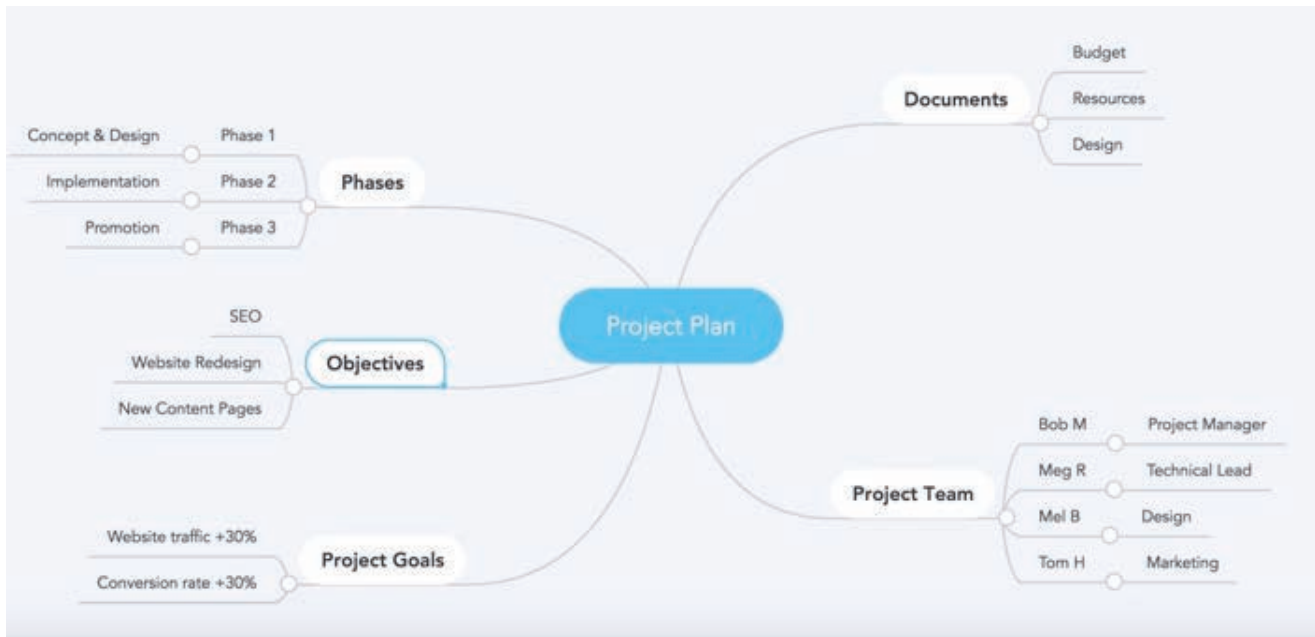 Project Plan
Phases
Phase 1
Concept & Design
Phase 2
Implementation
Phase 3
Promotion
Objectives
SEO
Website Redesign
New Content Pages
Project Goals
Website traffic +30%
Conversion rate +30%
Documents
Budget
Resources
Design
Project Team
Bob M
Project Manager
Meg R
Technical Lead
Mel B
Design
Tom H
Marketing